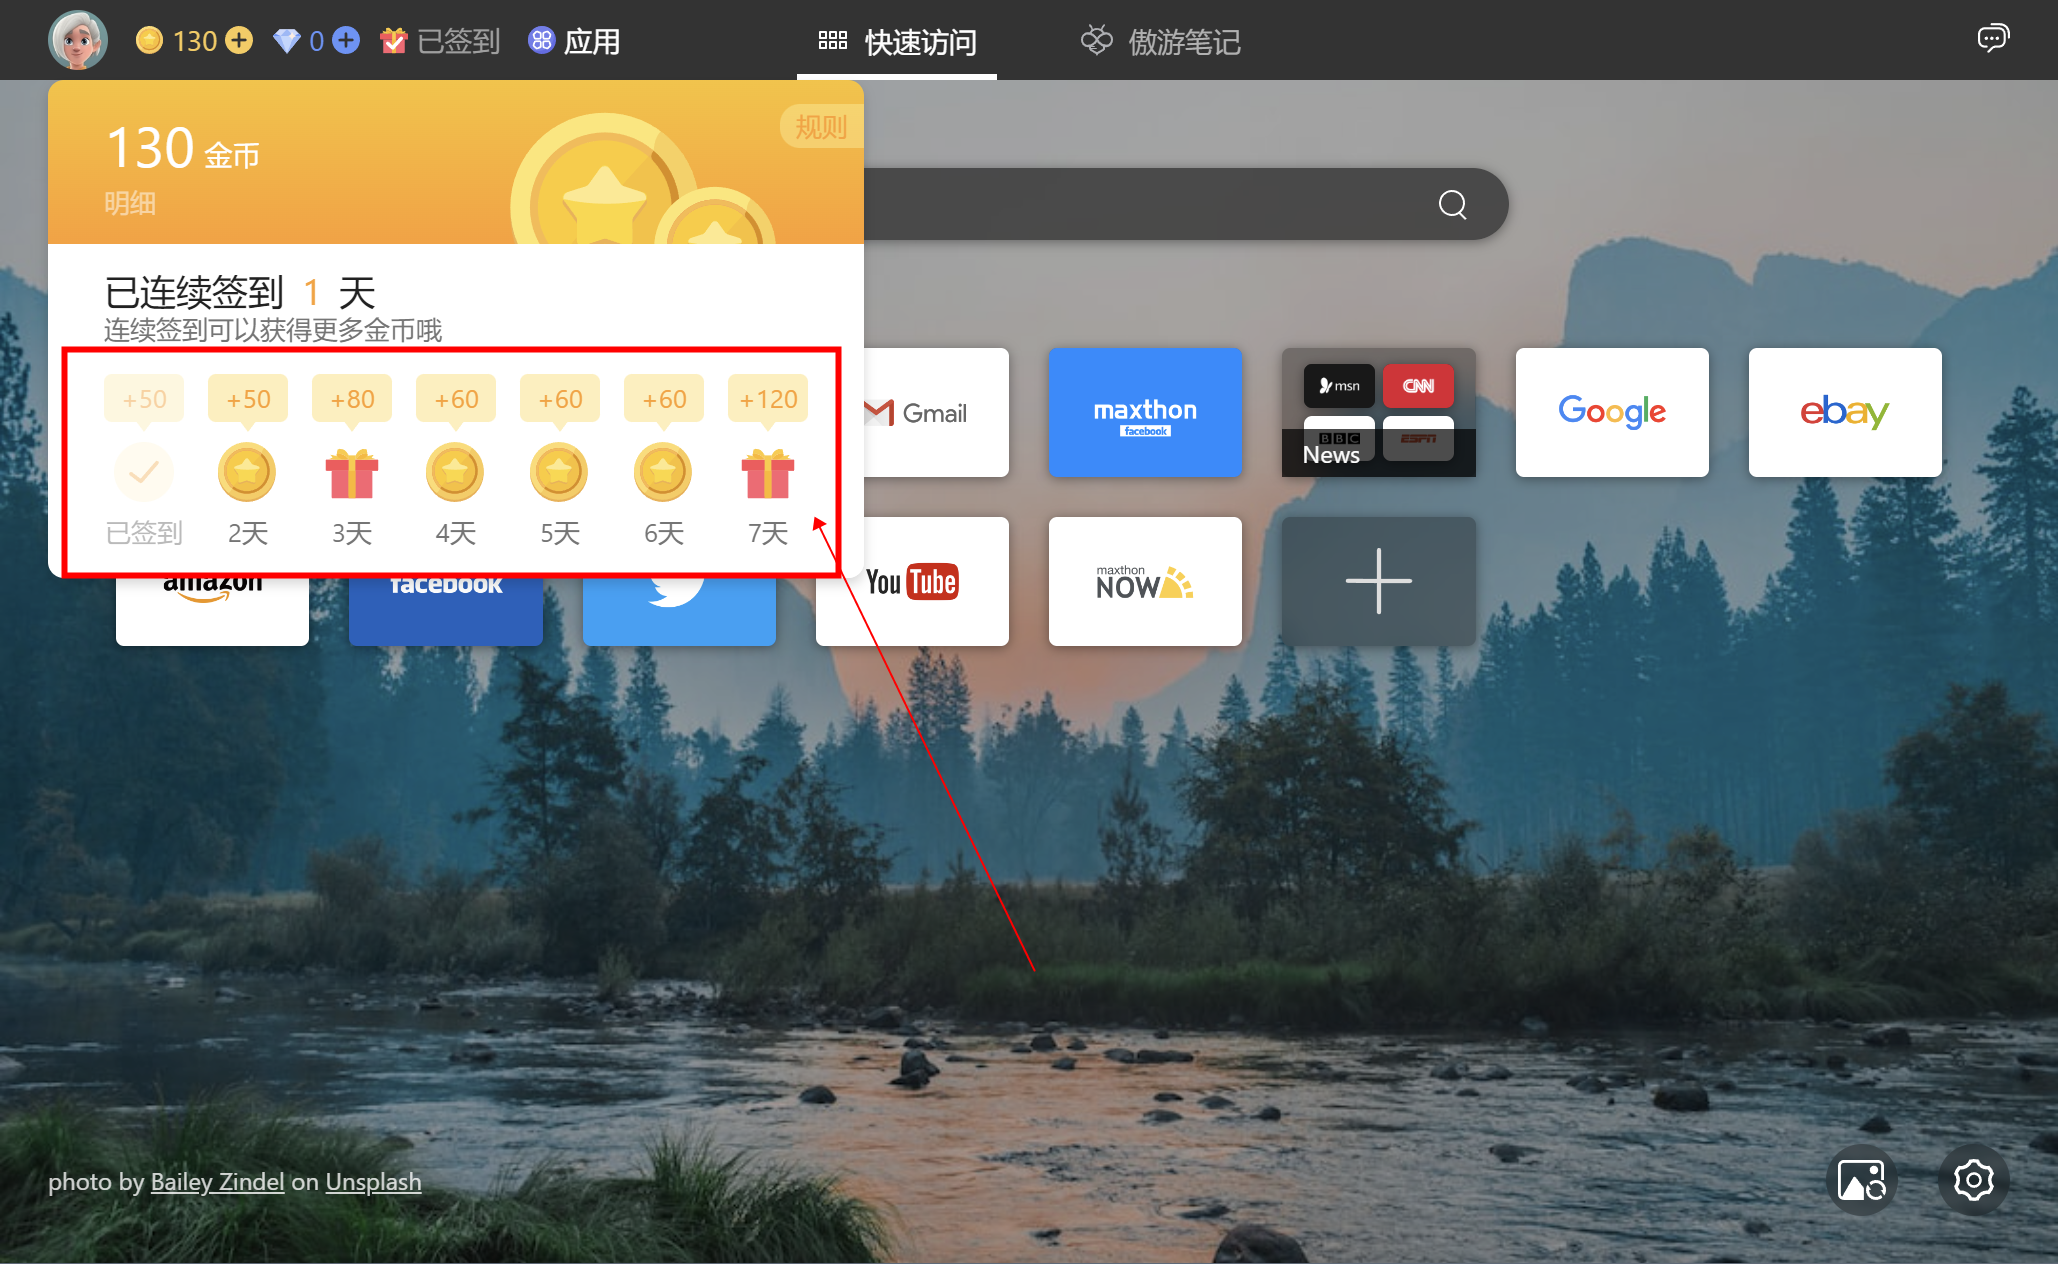 130 0 已签到 应用 快速访问 傲游笔记
规则
130 金币
明细
已连续签到 1 天
连续签到可以获得更多金币哦
+50 +50 +80 +60 +60 +60 +120
已签到 2天 3天 4天 5天 6天 7天
Gmail
maxthon
facebook
msn CNN
BBC ESPN
News
Google
ebay
amazon
facebook
YouTube
maxthon
NOW
photo by Bailey Zindel on Unsplash